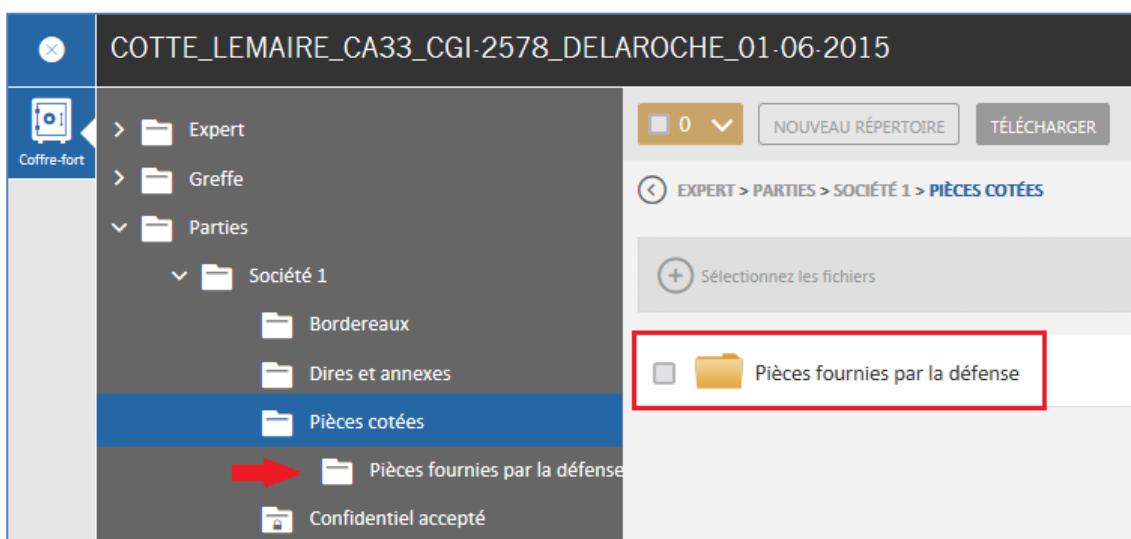 COTTE_LEMAIRE_CA33_CGI-2578_DELAROCHE_01-06-2015
Coffre-fort
Expert
Greffe
Parties
Société 1
Bordereaux
Dires et annexes
Pièces cotées
Pièces fournies par la défense
Confidentiel accepté
0
NOUVEAU RÉPERTOIRE
TÉLÉCHARGER
EXPERT > PARTIES > SOCIÉTÉ 1 > PIÈCES COTÉES
Sélectionnez les fichiers
Pièces fournies par la défense